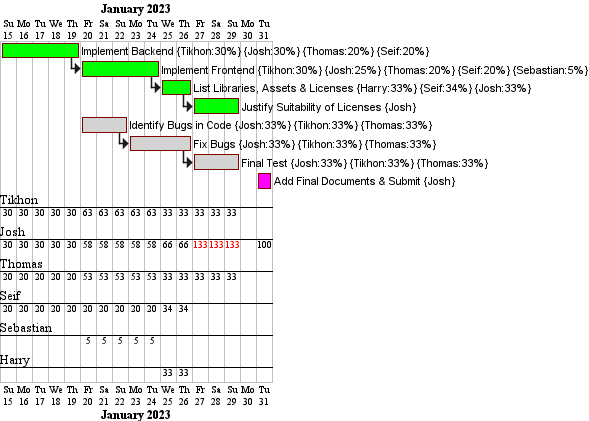 January 2023
Su Mo Tu We Th Fr Sa Su Mo Tu We Th Fr Sa Su Mo Tu
15 16 17 18 19 20 21 22 23 24 25 26 27 28 29 30 31
Implement Backend {Tikhon:30%} {Josh:30%} {Thomas:20%} {Seif:20%}
Implement Frontend {Tikhon:30%} {Josh:25%} {Thomas:20%} {Seif:20%} {Sebastian:5%}
List Libraries, Assets & Licenses {Harry:33%} {Seif:34%} {Josh:33%}
Justify Suitability of Licenses {Josh}
Identify Bugs in Code {Josh:33%} {Tikhon:33%} {Thomas:33%}
Fix Bugs {Josh:33%} {Tikhon:33%} {Thomas:33%}
Final Test {Josh:33%} {Tikhon:33%} {Thomas:33%}
Add Final Documents & Submit {Josh}
Tikhon
30 30 30 30 30 63 63 63 63 63 33 33 33 33 33
Josh
30 30 30 30 30 58 58 58 58 58 66 66 133 133 133 100
Thomas
20 20 20 20 20 53 53 53 53 53 33 33 33 33 33
Seif
20 20 20 20 20 20 20 20 20 20 34 34
Sebastian
5 5 5 5 5
Harry
33 33
Su Mo Tu We Th Fr Sa Su Mo Tu We Th Fr Sa Su Mo Tu
15 16 17 18 19 20 21 22 23 24 25 26 27 28 29 30 31
January 2023